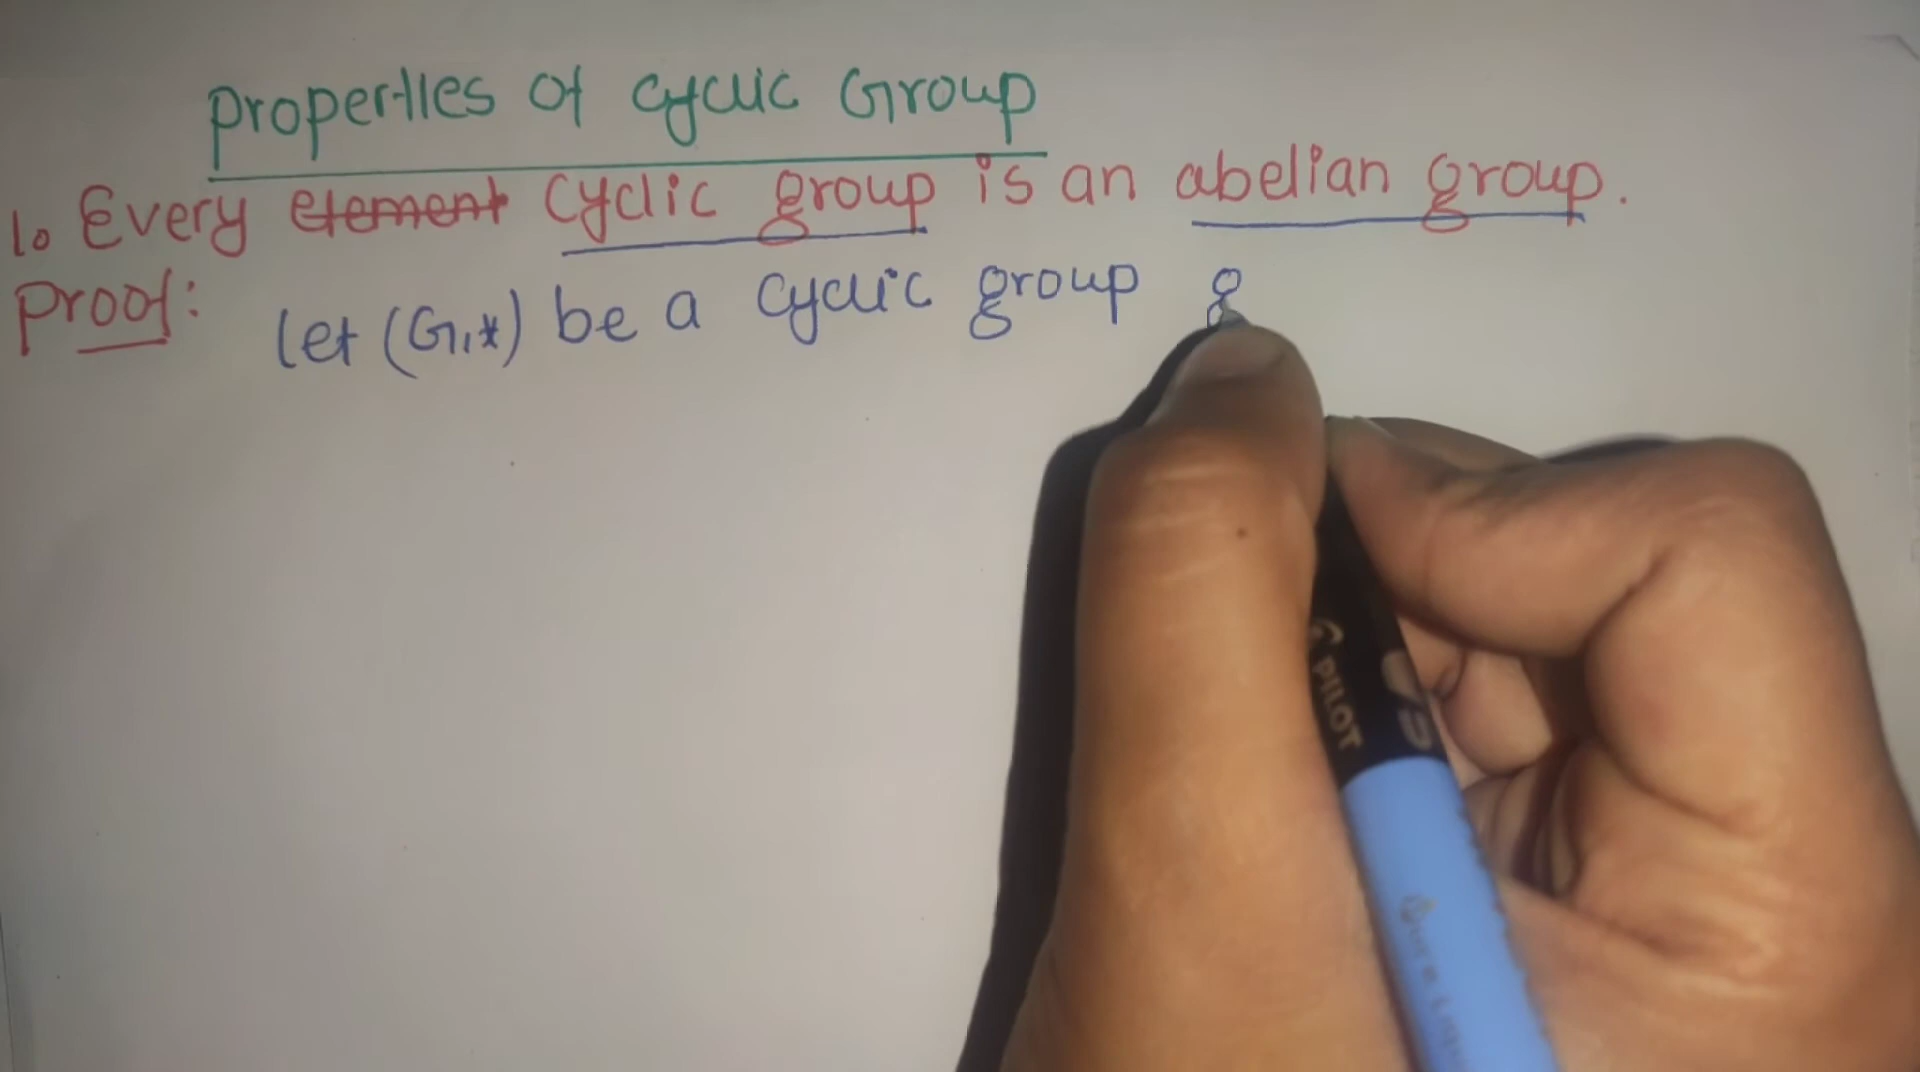 Properties of Cyclic Group
1. Every element Cyclic group is an abelian group.
Proof: let (G,*) be a cyclic group g
PILOT
V5